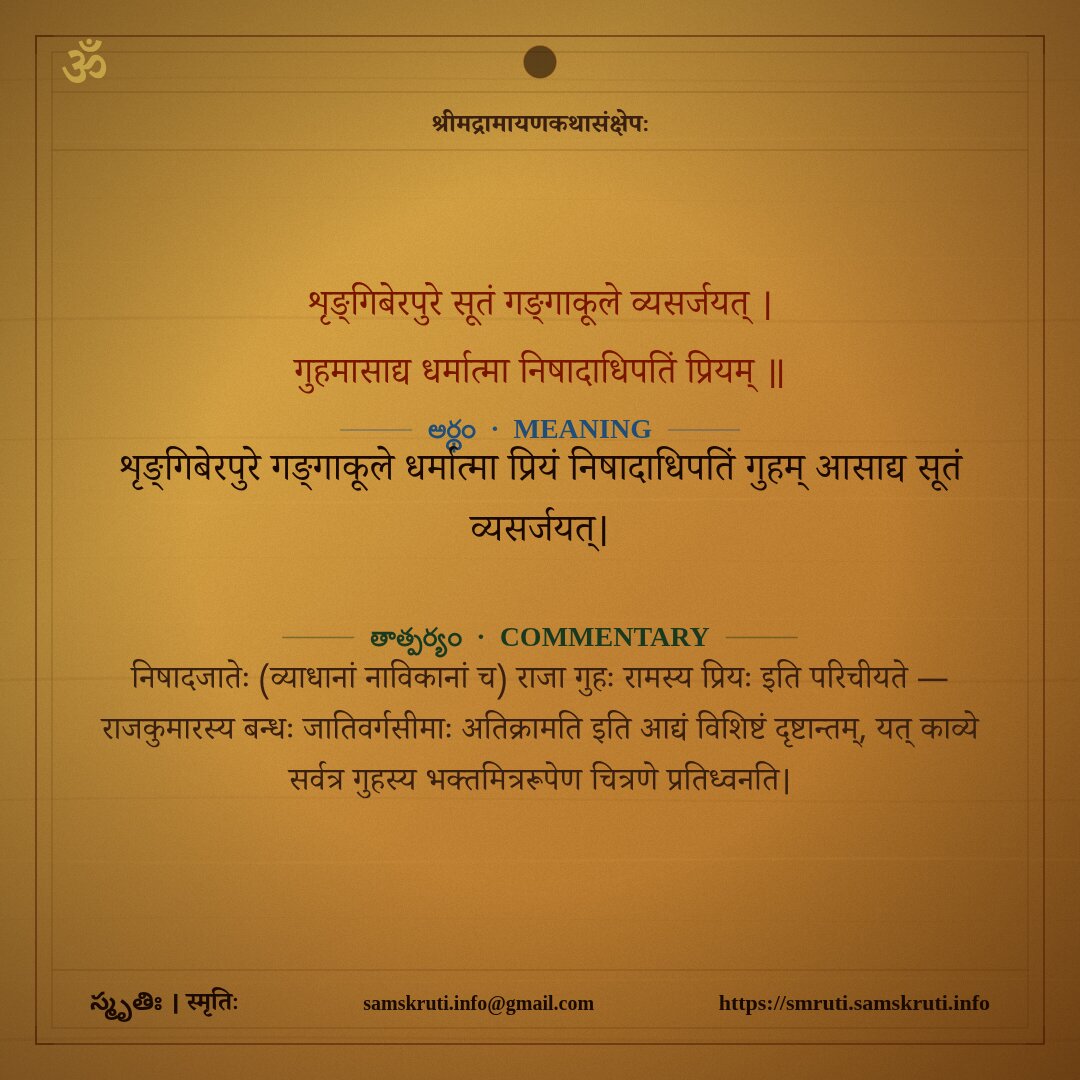 ॐ
श्रीमद्रामायणकथासंक्षेपः
शृङ्गिबेरपुरे सूतं गङ्गाकूले व्यसर्जयत् |
गुहमासाद्य धर्मात्मा निषादाधिपतिं प्रियम् ||
అర్థం · MEANING
शृङ्गिबेरपुरे गङ्गाकूले धर्मात्मा प्रियं निषादाधिपतिं गुहम् आसाद्य सूतं
व्यसर्जयत्|
తాత్పర్యం · COMMENTARY
निषादजातेः (व्याधानां नाविकानां च) राजा गुहः रामस्य प्रियः इति परिचीयते —
राजकुमारस्य बन्धः जातिवर्गसीमाः अतिक्रामति इति आद्यं विशिष्टं दृष्टान्तम्, यत् काव्ये
सर्वत्र गुहस्य भक्तमित्ररूपेण चित्रणे प्रतिध्वनति|
స్మృతిః | स्मृतिः samskruti.info@gmail.com https://smruti.samskruti.info